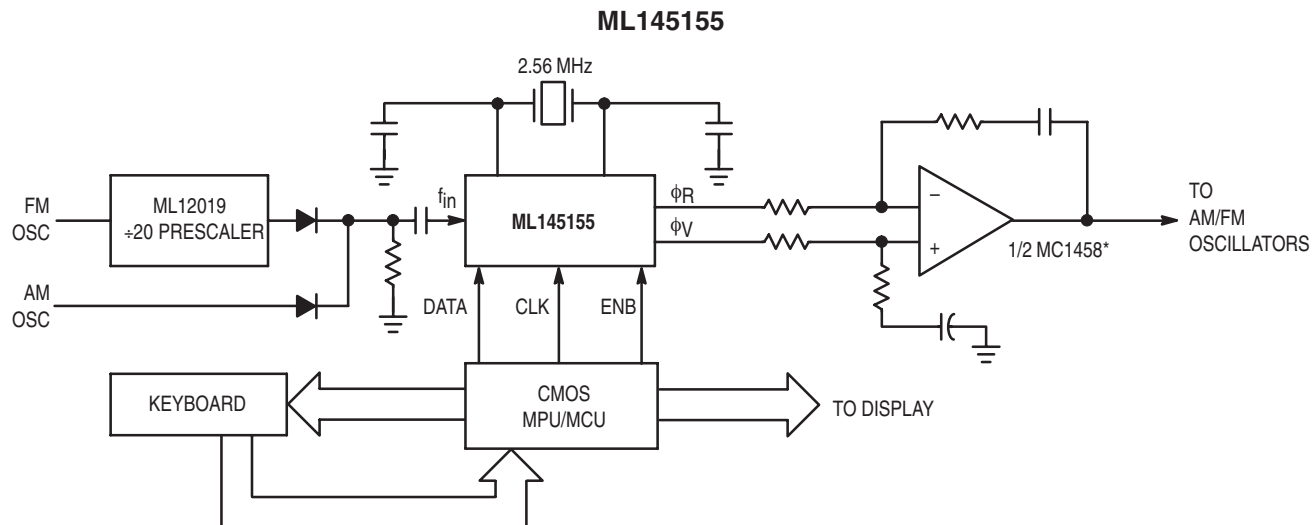 ML145155
2.56 MHz
FM
OSC
ML12019
÷20 PRESCALER
fin
ML145155
ϕR
ϕV
–
+
1/2 MC1458*
TO
AM/FM
OSCILLATORS
AM
OSC
DATA
CLK
ENB
KEYBOARD
CMOS
MPU/MCU
TO DISPLAY